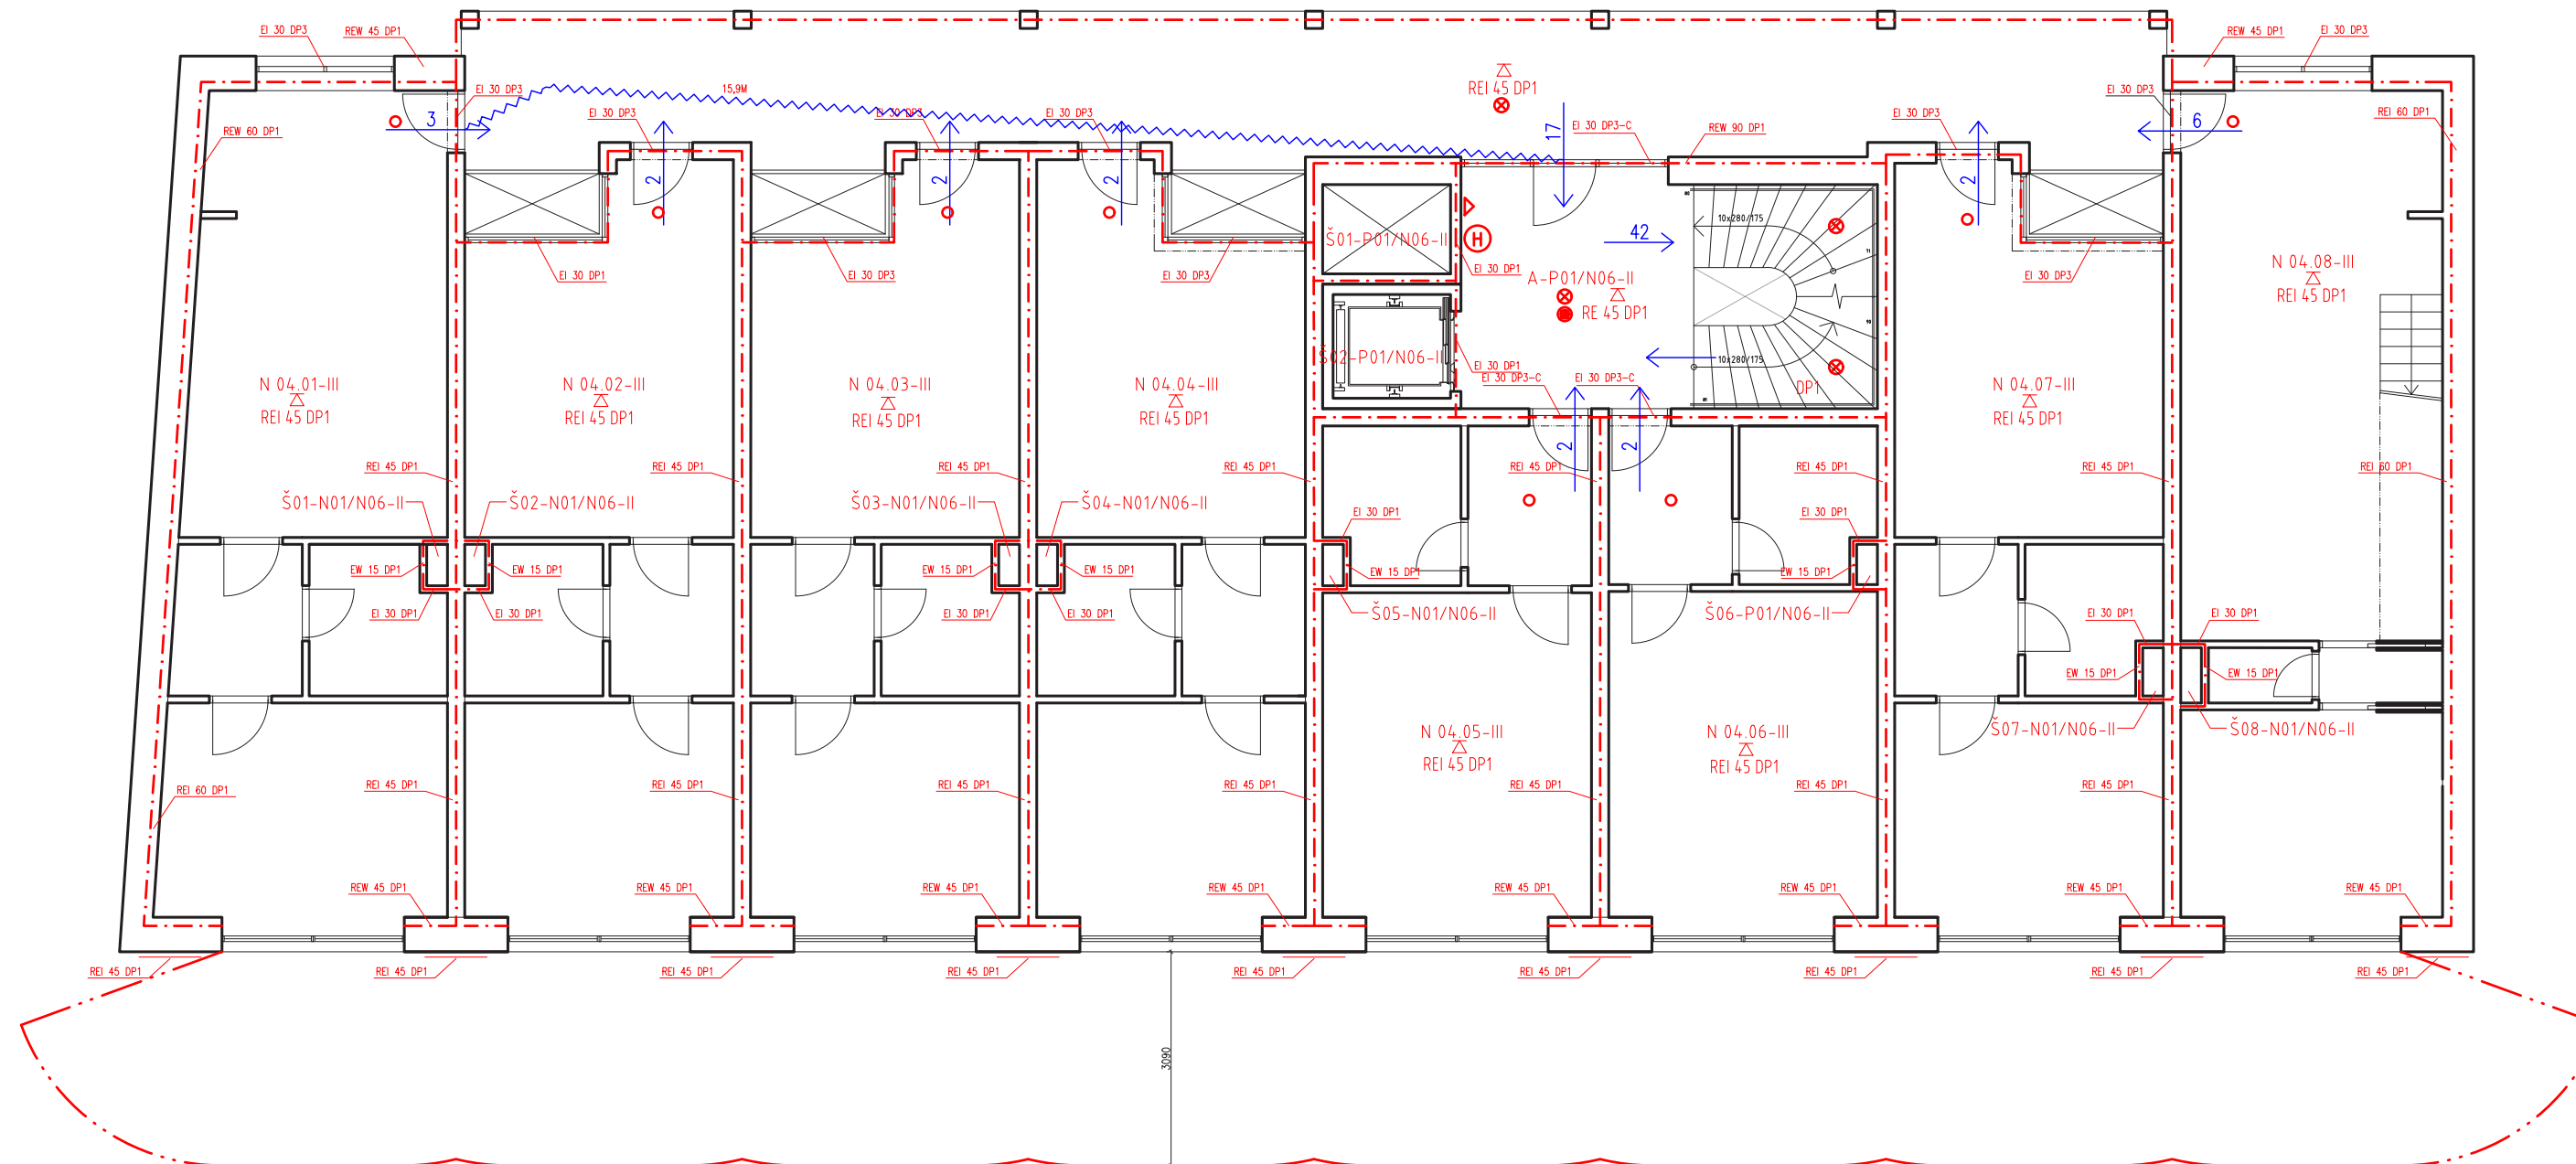 EI 30 DP3
REW 45 DP1
REW 45 DP1
EI 30 DP3
15,9M
REI 45 DP1
EI 30 DP3
EI 30 DP3
EI 30 DP3
EI 30 DP3
EI 30 DP3
EI 30 DP3
3
REW 60 DP1
17
EI 30 DP3-C
REW 90 DP1
6
REI 60 DP1
2
2
2
2
10x280/175
42
Š01-P01/N06-II
H
EI 30 DP1
EI 30 DP3
EI 30 DP3
EI 30 DP1
A-P01/N06-II
RE 45 DP1
EI 30 DP3
N 04.08-III
REI 45 DP1
Š02-P01/N06-II
EI 30 DP1
10x280/175
EI 30 DP3-C
EI 30 DP3-C
DP1
N 04.01-III
REI 45 DP1
N 04.02-III
REI 45 DP1
N 04.03-III
REI 45 DP1
N 04.04-III
REI 45 DP1
N 04.07-III
REI 45 DP1
2
2
REI 45 DP1
REI 45 DP1
REI 45 DP1
REI 45 DP1
REI 45 DP1
REI 45 DP1
REI 45 DP1
REI 60 DP1
Š01-N01/N06-II
Š02-N01/N06-II
Š03-N01/N06-II
Š04-N01/N06-II
EI 30 DP1
EI 30 DP1
EW 15 DP1
EW 15 DP1
EW 15 DP1
EW 15 DP1
EW 15 DP1
EW 15 DP1
EI 30 DP1
EI 30 DP1
EI 30 DP1
EI 30 DP1
Š05-N01/N06-II
Š06-P01/N06-II
EI 30 DP1
EI 30 DP1
EW 15 DP1
EW 15 DP1
N 04.05-III
REI 45 DP1
N 04.06-III
REI 45 DP1
Š07-N01/N06-II
Š08-N01/N06-II
REI 60 DP1
REI 45 DP1
REI 45 DP1
REI 45 DP1
REI 45 DP1
REI 45 DP1
REI 45 DP1
REI 45 DP1
REW 45 DP1
REW 45 DP1
REW 45 DP1
REW 45 DP1
REW 45 DP1
REW 45 DP1
REW 45 DP1
REW 45 DP1
REI 45 DP1
REI 45 DP1
REI 45 DP1
REI 45 DP1
REI 45 DP1
REI 45 DP1
REI 45 DP1
REI 45 DP1
REI 45 DP1
3090